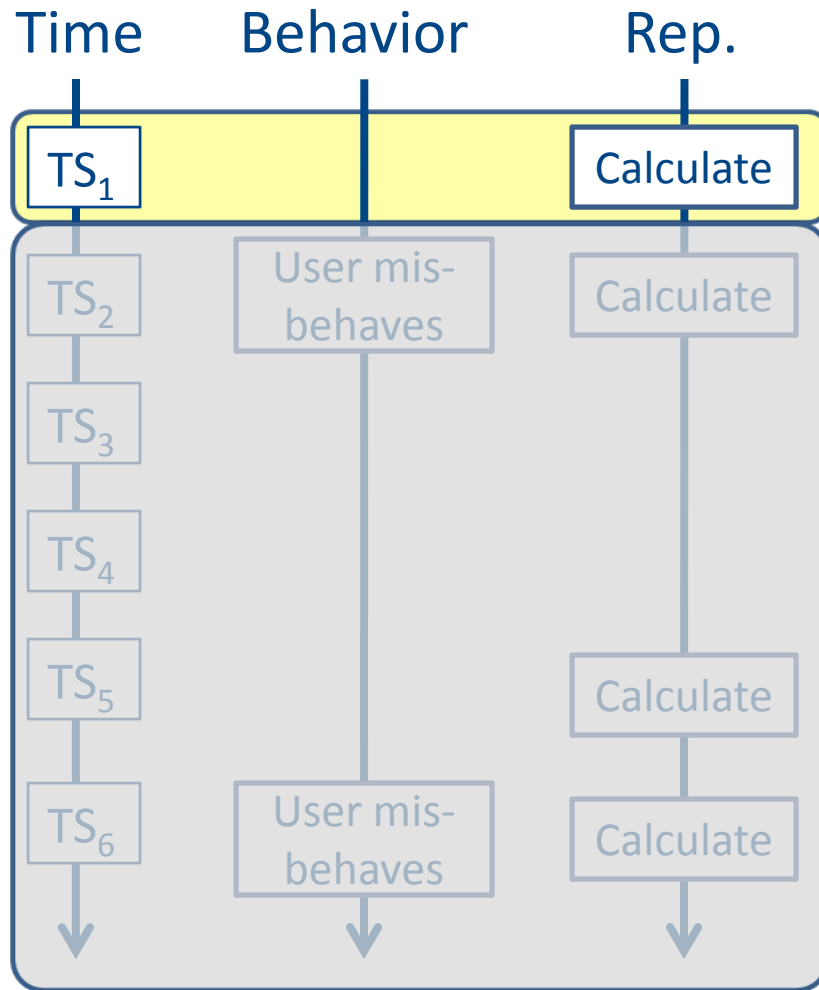 Time Behavior Rep.
TS₁ Calculate
TS₂ User mis-
behaves Calculate
TS₃
TS₄
TS₅ Calculate
TS₆ User mis-
behaves Calculate